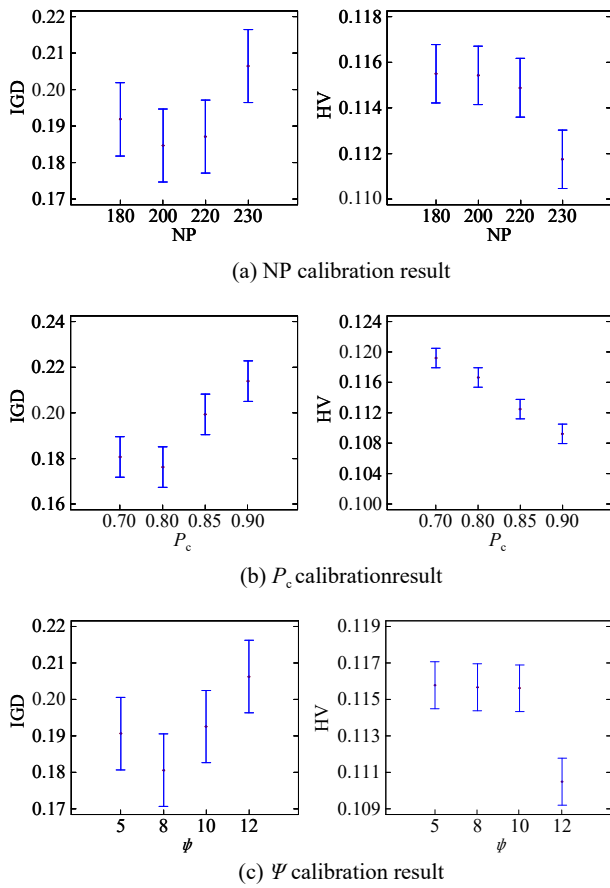 0.22
0.21
0.20
0.19
0.18
0.17
IGD
180 200 220 230
NP
0.118
0.116
0.114
0.112
0.110
HV
180 200 220 230
NP
(a) NP calibration result
0.24
0.22
0.20
0.18
0.16
IGD
0.70 0.80 0.85 0.90
P_c
0.124
0.120
0.116
0.112
0.108
0.104
0.100
HV
0.70 0.80 0.85 0.90
P_c
(b) P_c calibrationresult
0.22
0.21
0.20
0.19
0.18
0.17
IGD
5 8 10 12
ψ
0.119
0.117
0.115
0.113
0.111
0.109
HV
5 8 10 12
ψ
(c) Ψ calibration result